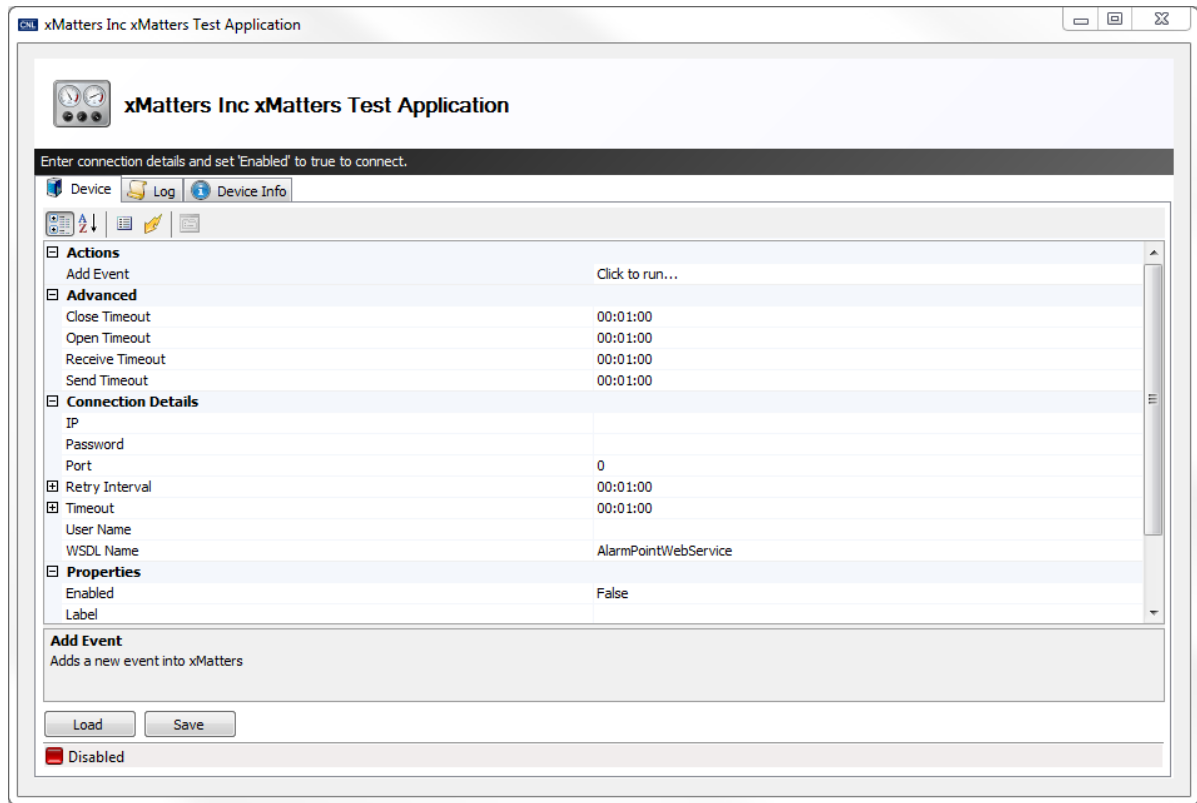 CNL xMatters Inc xMatters Test Application
xMatters Inc xMatters Test Application
Enter connection details and set 'Enabled' to true to connect.
Device Log Device Info
Actions
Add Event Click to run...
Advanced
Close Timeout 00:01:00
Open Timeout 00:01:00
Receive Timeout 00:01:00
Send Timeout 00:01:00
Connection Details
IP
Password
Port 0
Retry Interval 00:01:00
Timeout 00:01:00
User Name
WSDL Name AlarmPointWebService
Properties
Enabled False
Label
Add Event
Adds a new event into xMatters
Load Save
Disabled